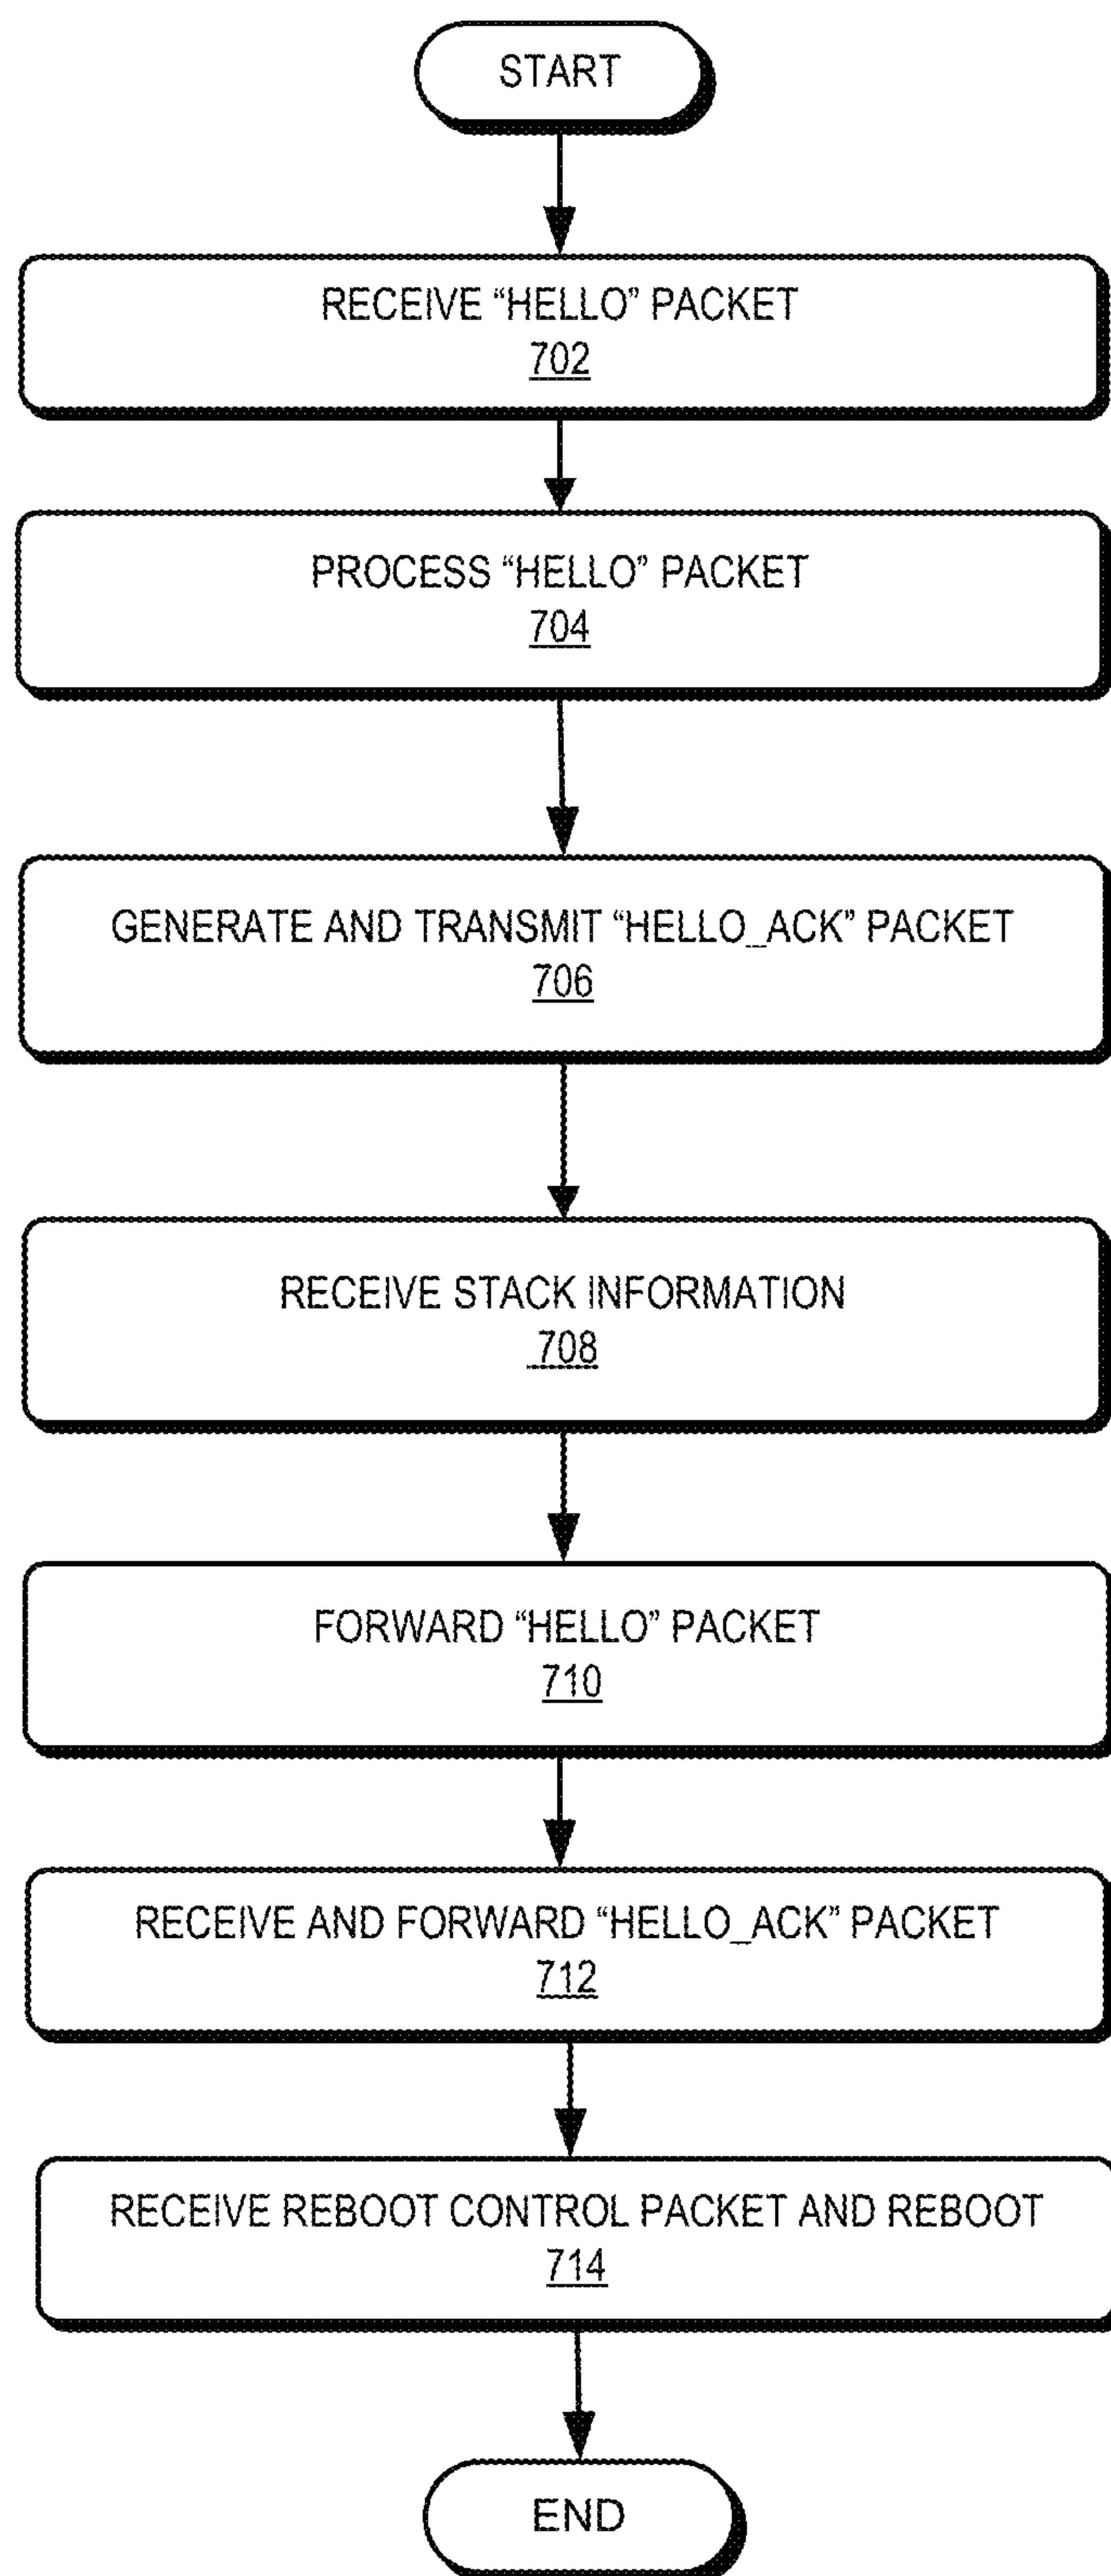 START
RECEIVE “HELLO” PACKET
702
PROCESS “HELLO” PACKET
704
GENERATE AND TRANSMIT “HELLO_ACK” PACKET
706
RECEIVE STACK INFORMATION
708
FORWARD “HELLO” PACKET
710
RECEIVE AND FORWARD “HELLO_ACK” PACKET
712
RECEIVE REBOOT CONTROL PACKET AND REBOOT
714
END